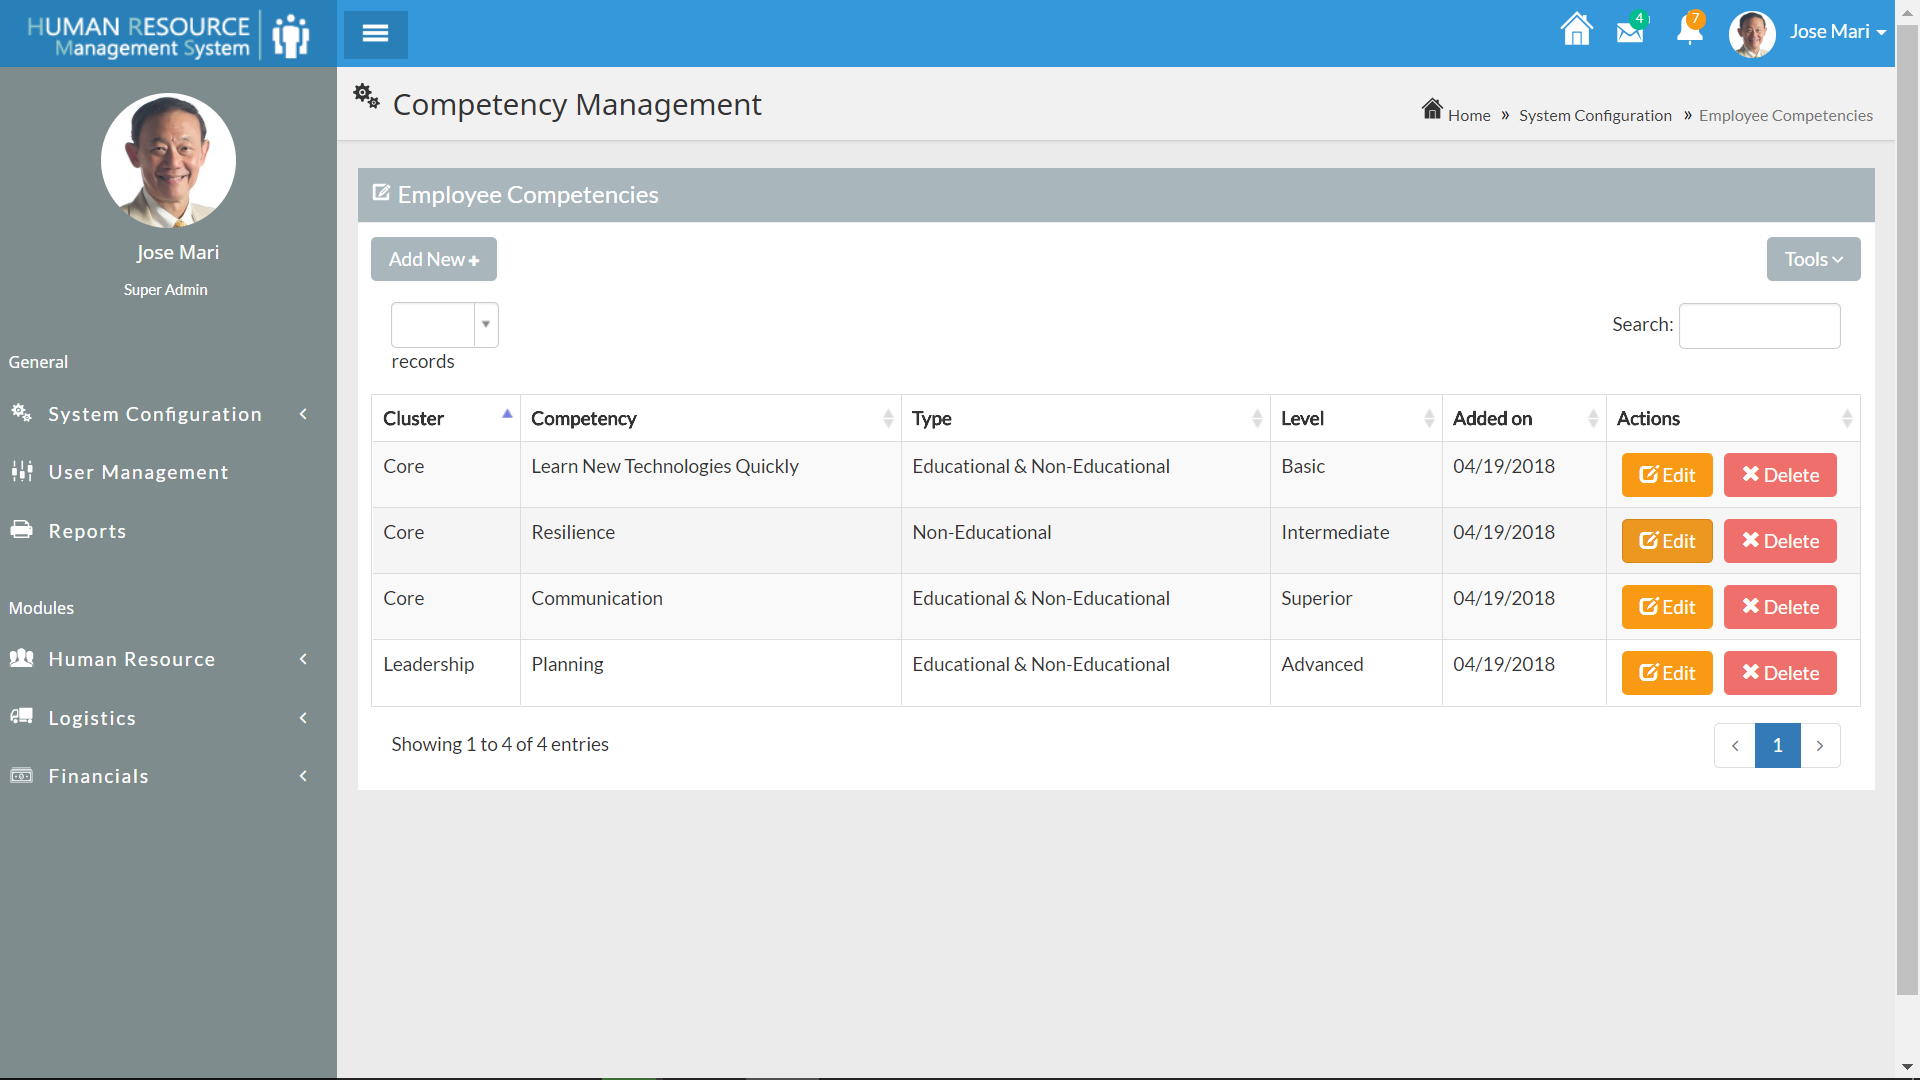 HUMAN RESOURCE
Management System
4
7
Jose Mari
Jose Mari
Super Admin
General
System Configuration
User Management
Reports
Modules
Human Resource
Logistics
Financials
Competency Management
Home » System Configuration » Employee Competencies
Employee Competencies
Add New
Tools
records
Search:
Cluster Competency Type Level Added on Actions
Core Learn New Technologies Quickly Educational & Non-Educational Basic 04/19/2018 Edit Delete
Core Resilience Non-Educational Intermediate 04/19/2018 Edit Delete
Core Communication Educational & Non-Educational Superior 04/19/2018 Edit Delete
Leadership Planning Educational & Non-Educational Advanced 04/19/2018 Edit Delete
Showing 1 to 4 of 4 entries
1